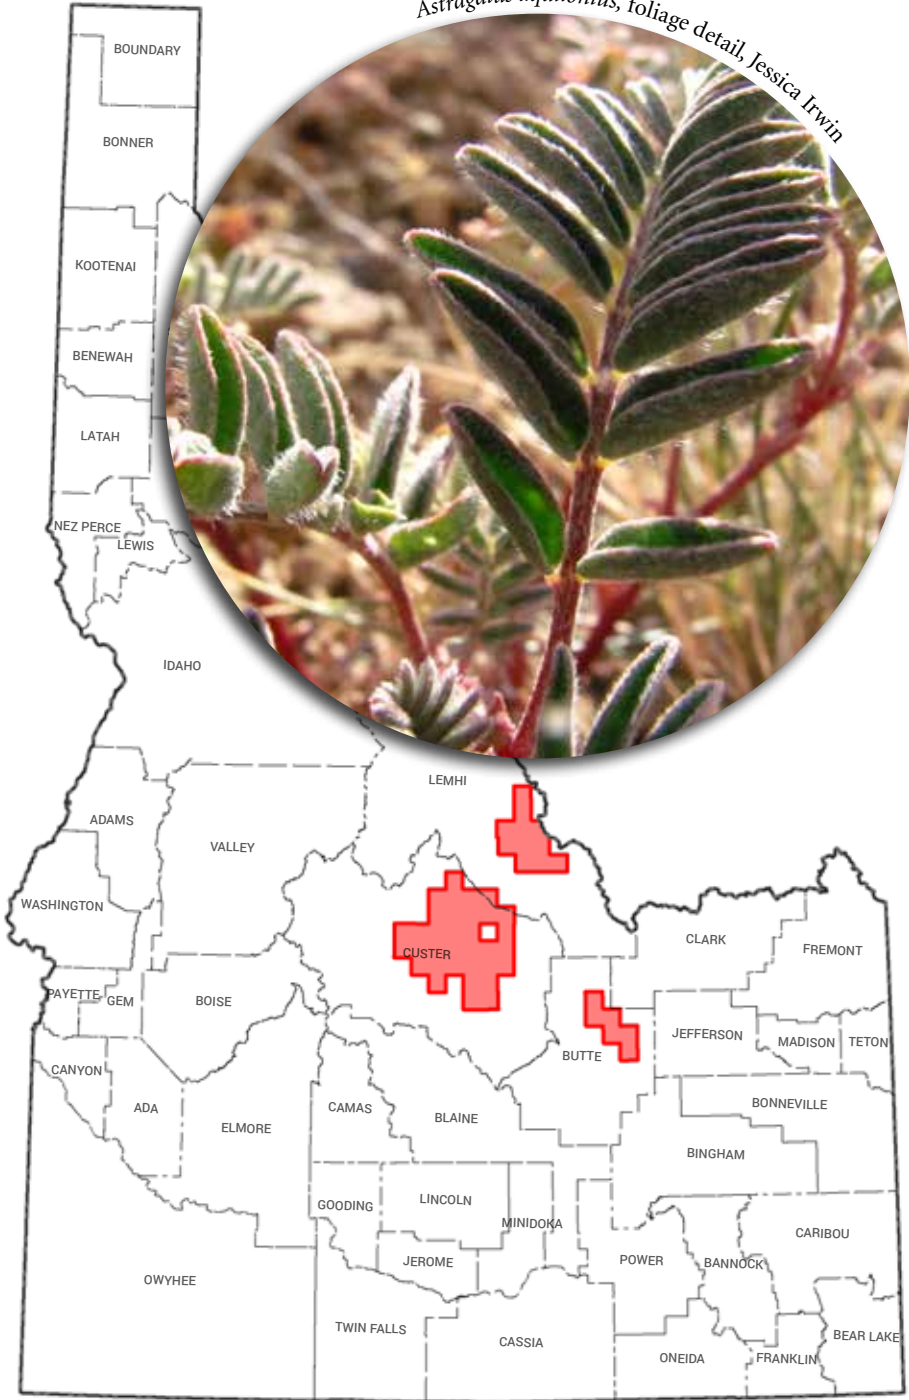 Astragalus aquilonius, foliage detail, Jessica Irwin
BOUNDARY
BONNER
KOOTENAI
BENEWAH
LATAH
NEZ PERCE
LEWIS
IDAHO
LEMHI
ADAMS
VALLEY
WASHINGTON
CUSTER
CLARK
FREMONT
PAYETTE
GEM
BOISE
BUTTE
JEFFERSON
MADISON
TETON
CANYON
ADA
ELMORE
CAMAS
BLAINE
BONNEVILLE
BINGHAM
GOODING
LINCOLN
MINIDOKA
CARIBOU
JEROME
POWER
BANNOCK
OWYHEE
TWIN FALLS
CASSIA
ONEIDA
FRANKLIN
BEAR LAKE